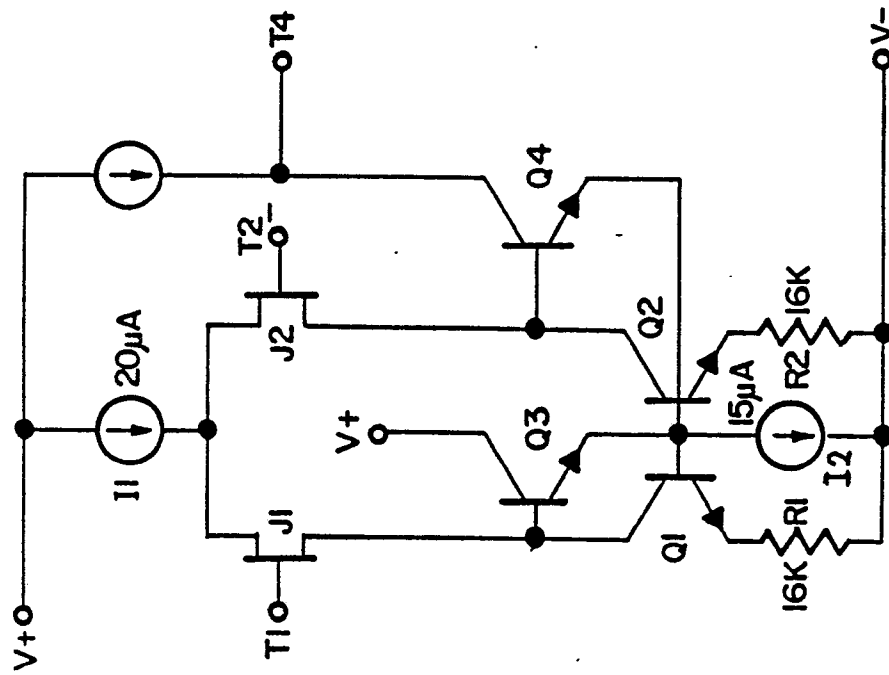 V+
I1
20μA
T1
J1
J2
T2-
T4
V+
Q3
Q4
Q1
Q2
15μA
16K
R1
I2
R2
16K
V-